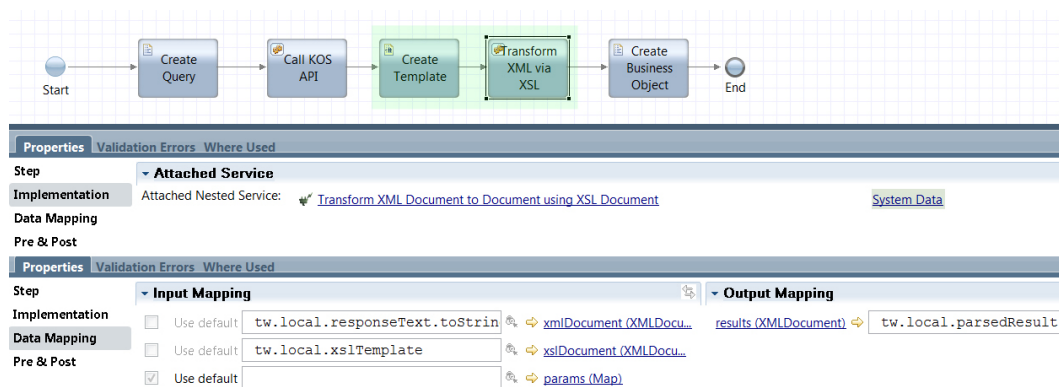 Start
Create
Query
Call KOS
API
Create
Template
Transform
XML via
XSL
Create
Business
Object
End
Properties Validation Errors Where Used
Step
Implementation
Data Mapping
Pre & Post
Attached Service
Attached Nested Service: Transform XML Document to Document using XSL Document System Data
Properties Validation Errors Where Used
Step
Implementation
Data Mapping
Pre & Post
Input Mapping
Use default tw.local.responseText.toStrin xmlDocument (XMLDocu...
Use default tw.local.xslTemplate xslDocument (XMLDocu...
Use default params (Map)
Output Mapping
results (XMLDocument) tw.local.parsedResult